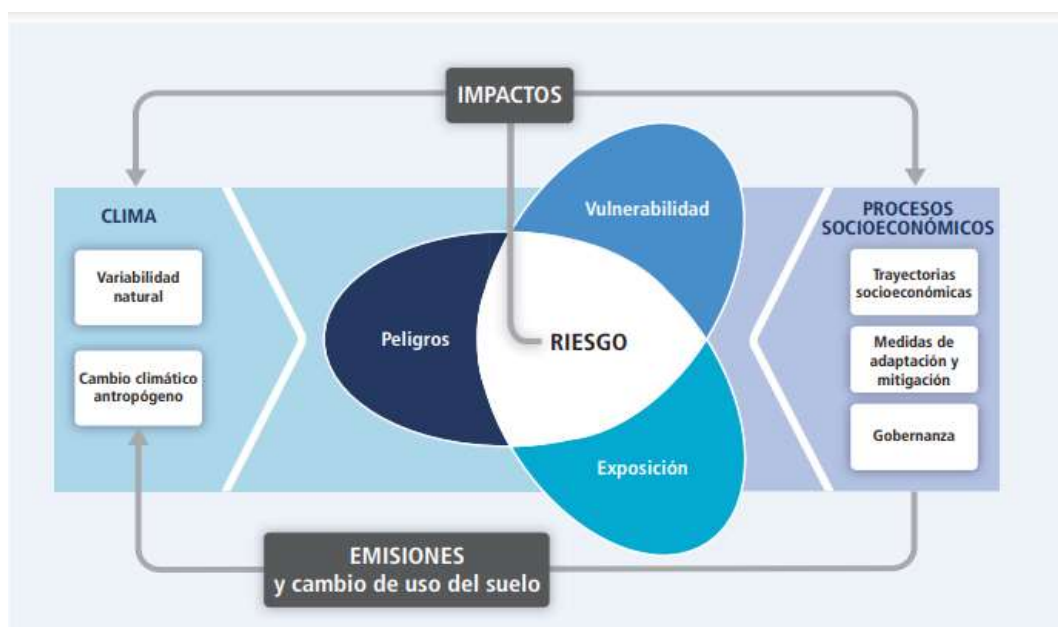 IMPACTOS
CLIMA
Variabilidad
natural
Cambio climático
antropógeno
Vulnerabilidad
Peligros
RIESGO
Exposición
PROCESOS
SOCIOECONÓMICOS
Trayectorias
socioeconómicas
Medidas de
adaptación y
mitigación
Gobernanza
EMISIONES
y cambio de uso del suelo